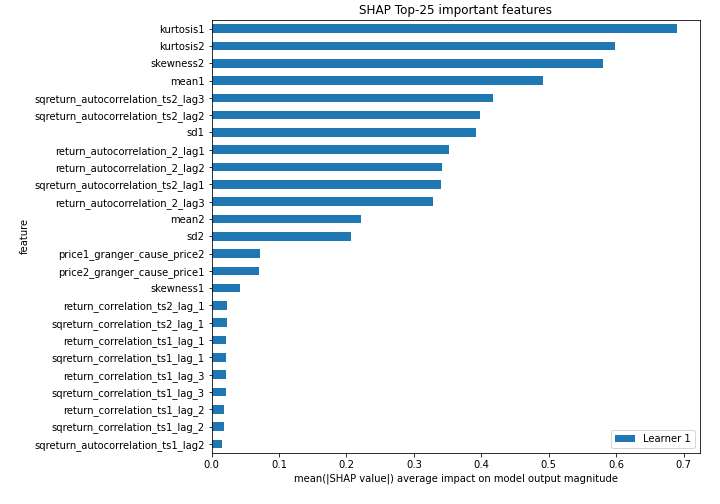 SHAP Top-25 important features
kurtosis1
kurtosis2
skewness2
mean1
sqreturn_autocorrelation_ts2_lag3
sqreturn_autocorrelation_ts2_lag2
sd1
return_autocorrelation_2_lag1
return_autocorrelation_2_lag2
sqreturn_autocorrelation_ts2_lag1
return_autocorrelation_2_lag3
mean2
sd2
price1_granger_cause_price2
price2_granger_cause_price1
skewness1
return_correlation_ts2_lag_1
sqreturn_correlation_ts2_lag_1
return_correlation_ts1_lag_1
sqreturn_correlation_ts1_lag_1
return_correlation_ts1_lag_3
sqreturn_correlation_ts1_lag_3
return_correlation_ts1_lag_2
sqreturn_correlation_ts1_lag_2
sqreturn_autocorrelation_ts1_lag2
feature
Learner 1
0.0 0.1 0.2 0.3 0.4 0.5 0.6 0.7
mean(|SHAP value|) average impact on model output magnitude